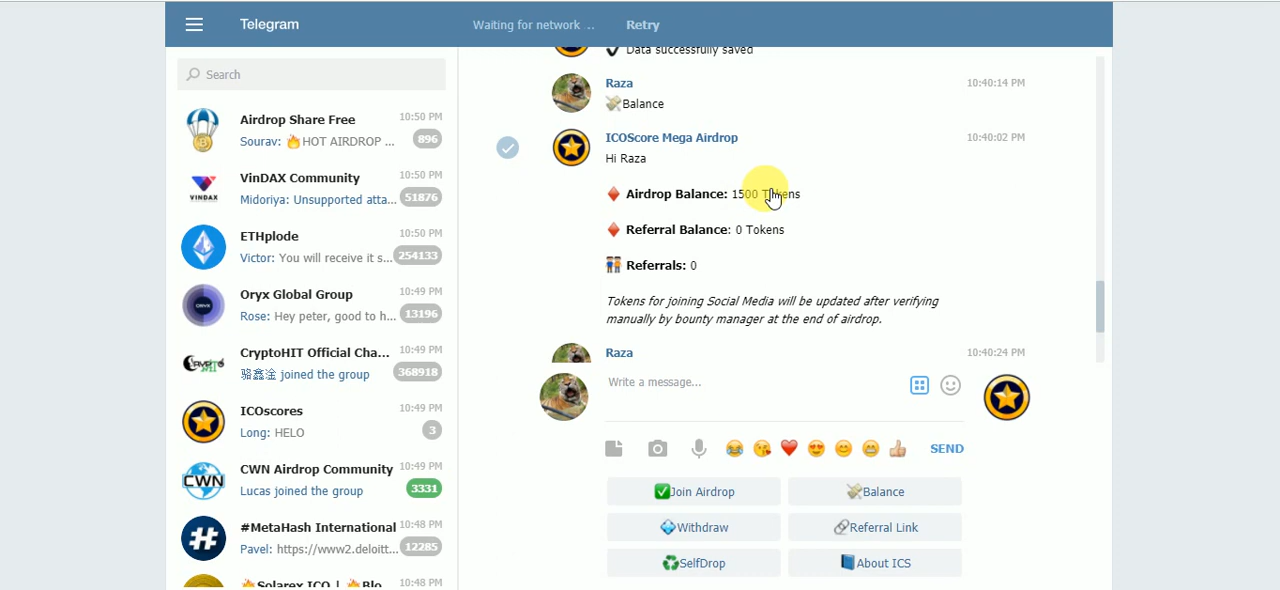 Telegram
Waiting for network ... Retry
Search
Airdrop Share Free 10:50 PM
Sourav: 🔥HOT AIRDROP ... 896
VinDAX Community 10:50 PM
Midoriya: Unsupported atta... 51876
VINDAX
ETHplode 10:50 PM
Victor: You will receive it s... 254133
Oryx Global Group 10:49 PM
Rose: Hey peter, good to h... 13196
ORYX
CryptoHIT Official Cha... 10:49 PM
骆鑫淦 joined the group 368918
ICOscores 10:49 PM
Long: HELO 3
CWN Airdrop Community 10:49 PM
Lucas joined the group 3331
CWN
#MetaHash International 10:48 PM
Pavel: https://www2.deloitt... 12285
#
🔥Solarex ICO | 🔥Blo... 10:48 PM
✔ Data successfully saved
Raza 10:40:14 PM
💸Balance
ICOScore Mega Airdrop 10:40:02 PM
Hi Raza
♦ Airdrop Balance: 1500 Tokens
♦ Referral Balance: 0 Tokens
👬 Referrals: 0
Tokens for joining Social Media will be updated after verifying
manually by bounty manager at the end of airdrop.
Raza 10:40:24 PM
Write a message...
SEND
✅Join Airdrop 💸Balance
💠Withdraw 🔗Referral Link
♻SelfDrop 📘About ICS